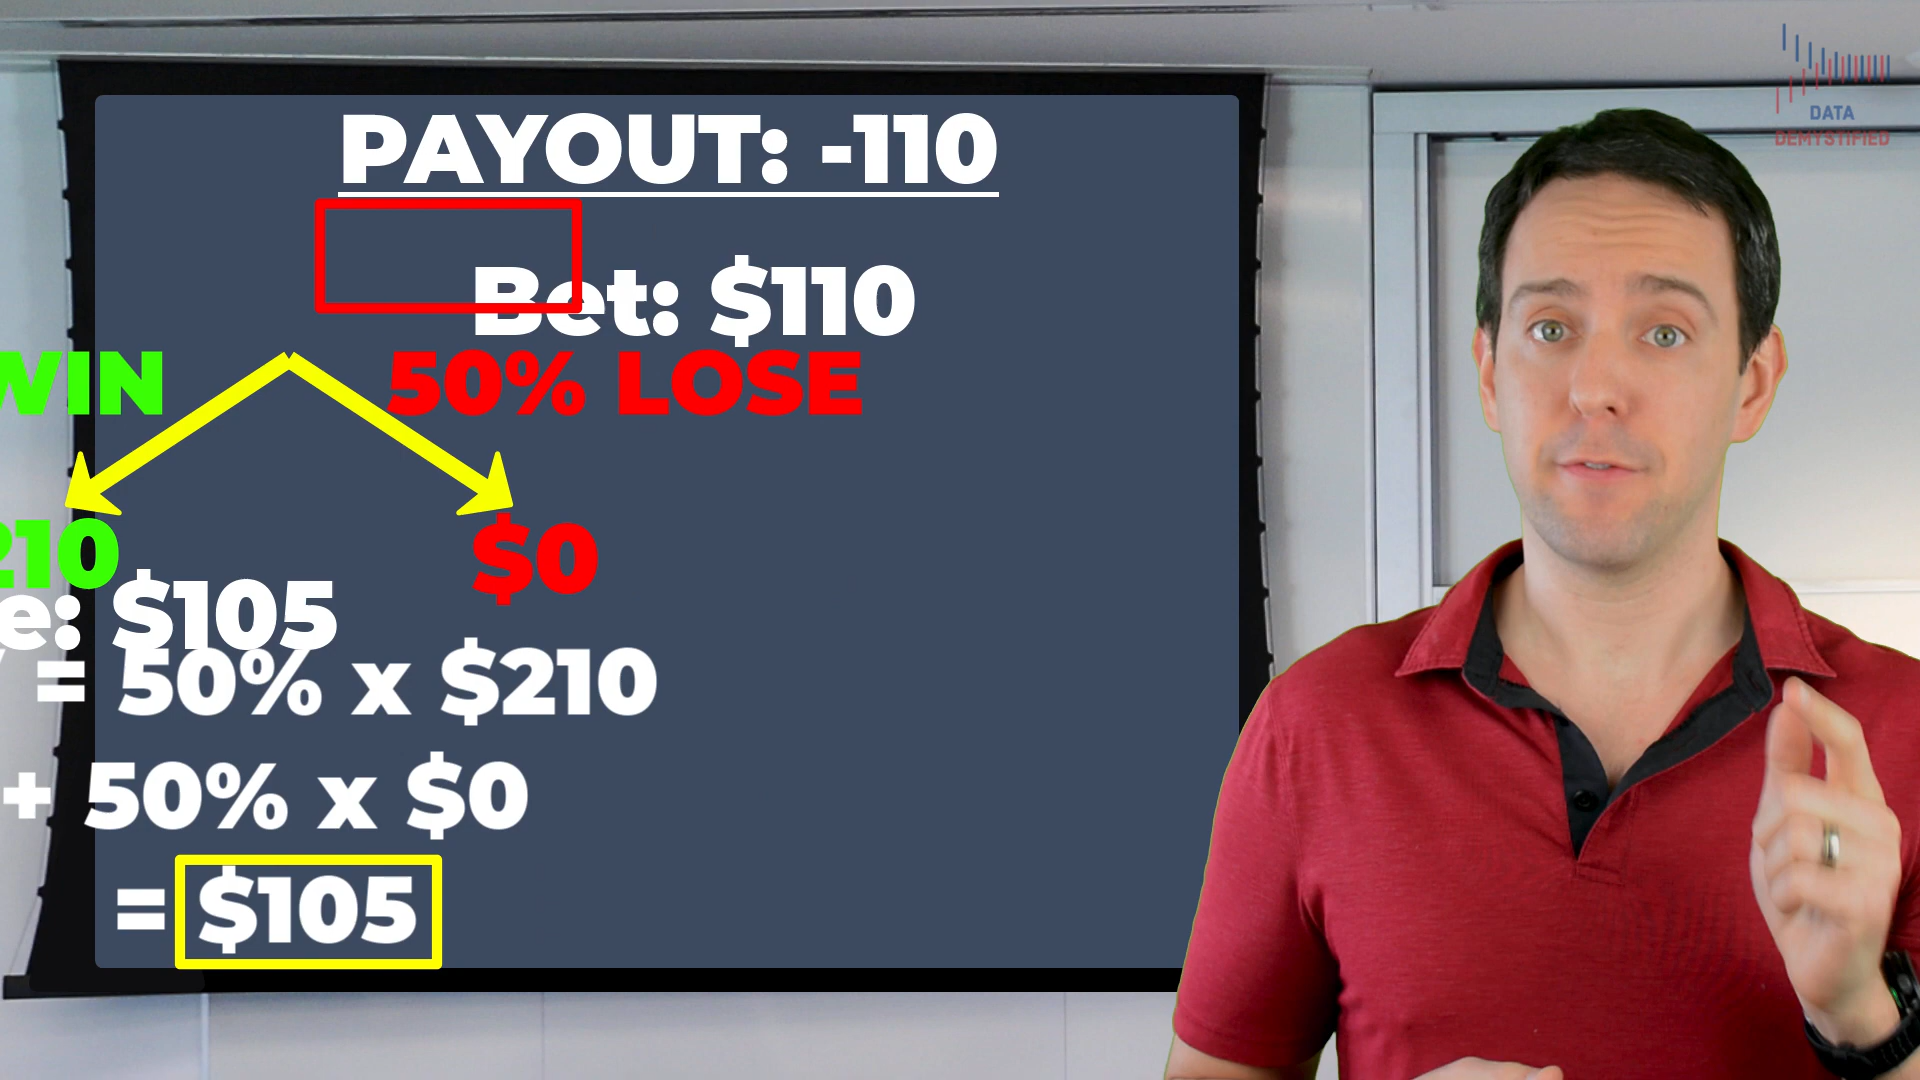 PAYOUT: -110
Bet: $110
WIN 50% LOSE
210 $0
e: $105
= 50% x $210
+ 50% x $0
= $105
DATA
DEMYSTIFIED